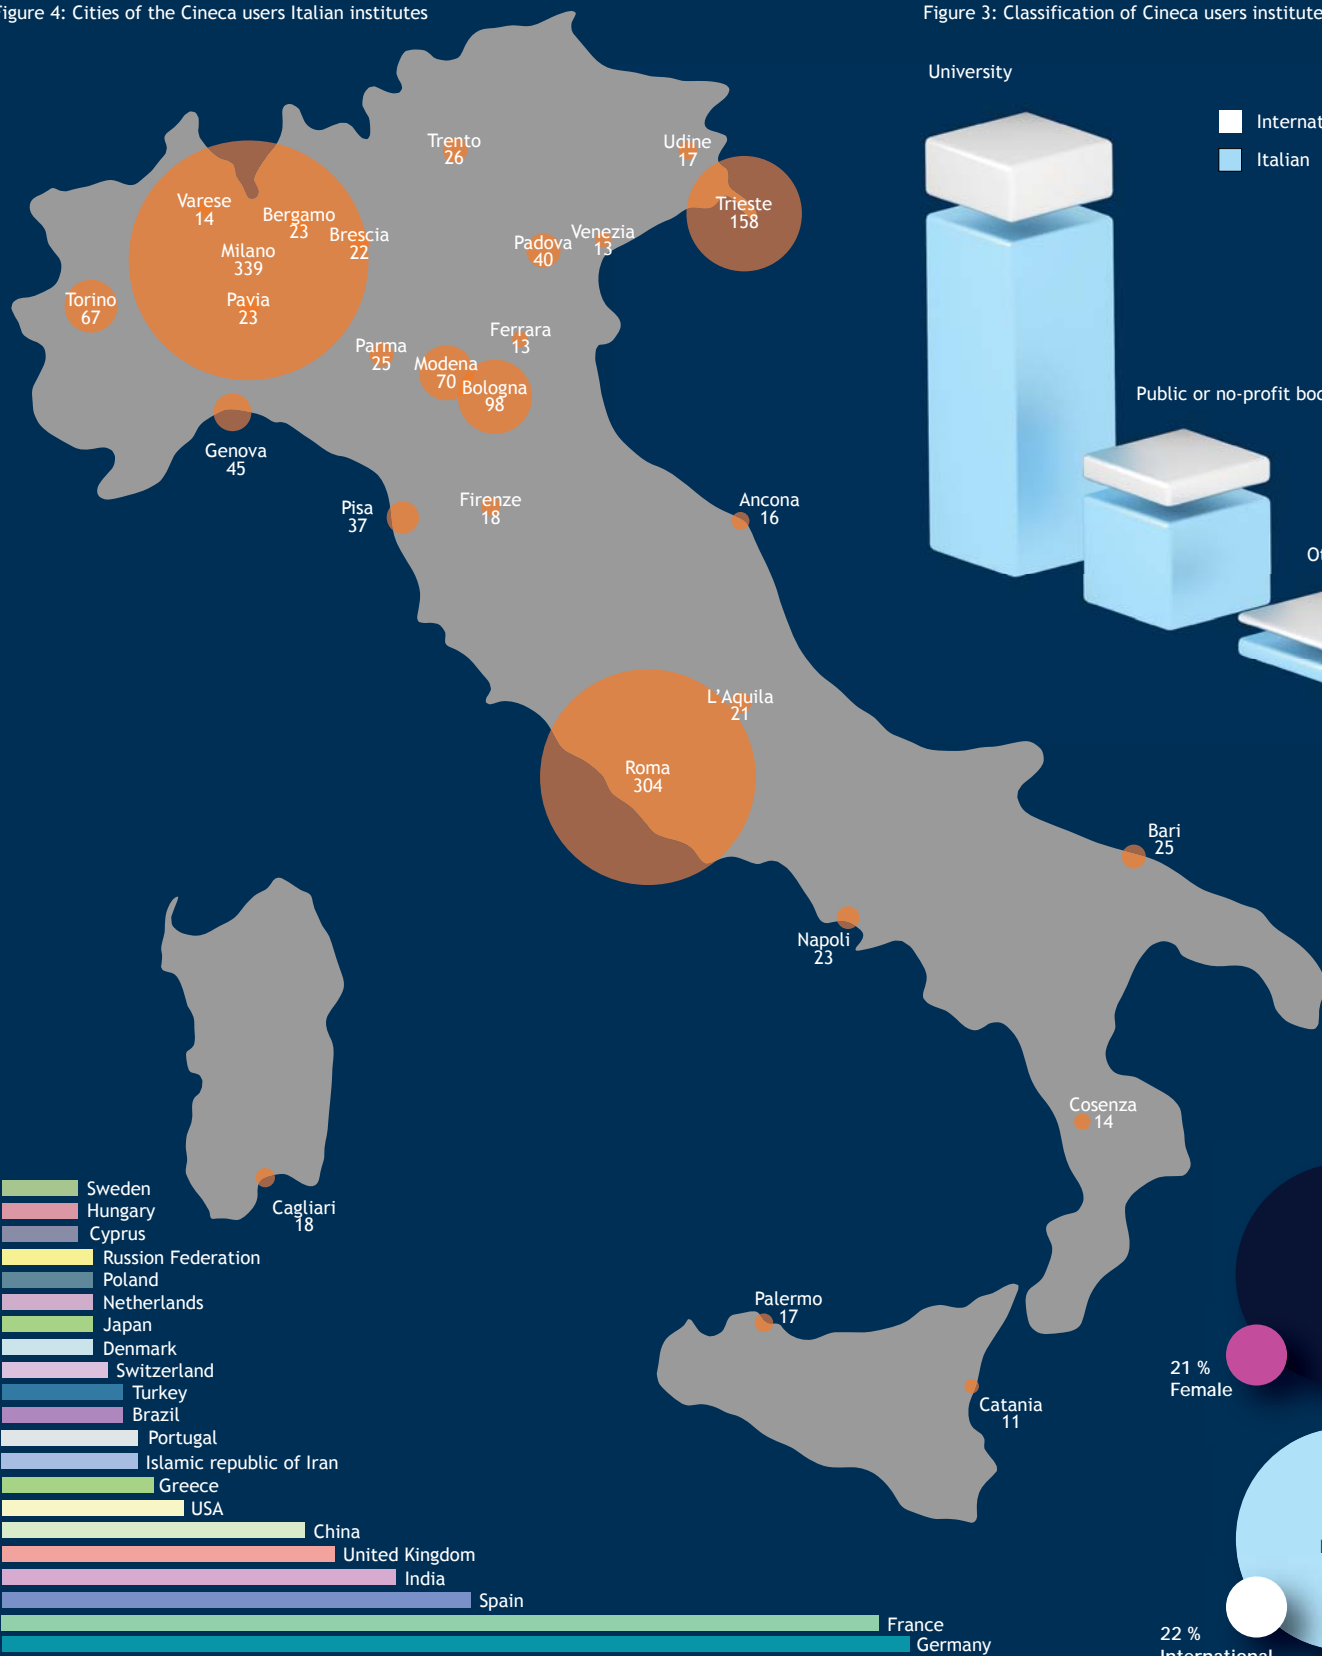 igure 4: Cities of the Cineca users Italian institutes
Figure 3: Classification of Cineca users institute
University
Internat
Italian
Trento
26
Udine
17
Varese
14
Bergamo
23
Brescia
22
Milano
339
Pavia
23
Trieste
158
Padova
40
Venezia
13
Torino
67
Ferrara
13
Parma
25
Modena
70
Bologna
98
Public or no-profit bod
Genova
45
Pisa
37
Firenze
18
Ancona
16
Ot
L'Aquila
21
Roma
304
Bari
25
Napoli
23
Cosenza
14
Cagliari
18
Palermo
17
Catania
11
Sweden
Hungary
Cyprus
Russion Federation
Poland
Netherlands
Japan
Denmark
Switzerland
Turkey
Brazil
Portugal
Islamic republic of Iran
Greece
USA
China
United Kingdom
India
Spain
France
Germany
21 %
Female
22 %
International